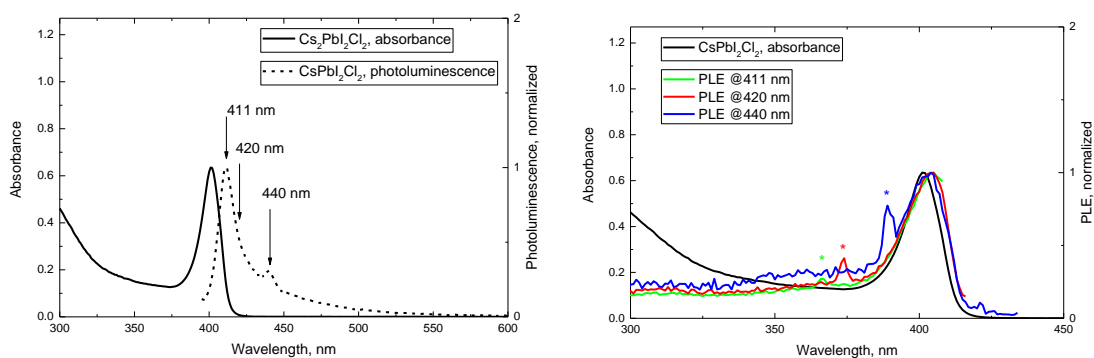 Cs2PbI2Cl2, absorbance
CsPbI2Cl2, photoluminescence
411 nm
420 nm
440 nm
Absorbance
1.2
1.0
0.8
0.6
0.4
0.2
0.0
2
1
0
Photoluminescence, normalized
300 350 400 450 500 550 600
Wavelength, nm
CsPbI2Cl2, absorbance
PLE @411 nm
PLE @420 nm
PLE @440 nm
* * *
Absorbance
1.2
1.0
0.8
0.6
0.4
0.2
0.0
2
1
0
PLE, normalized
300 350 400 450
Wavelength, nm